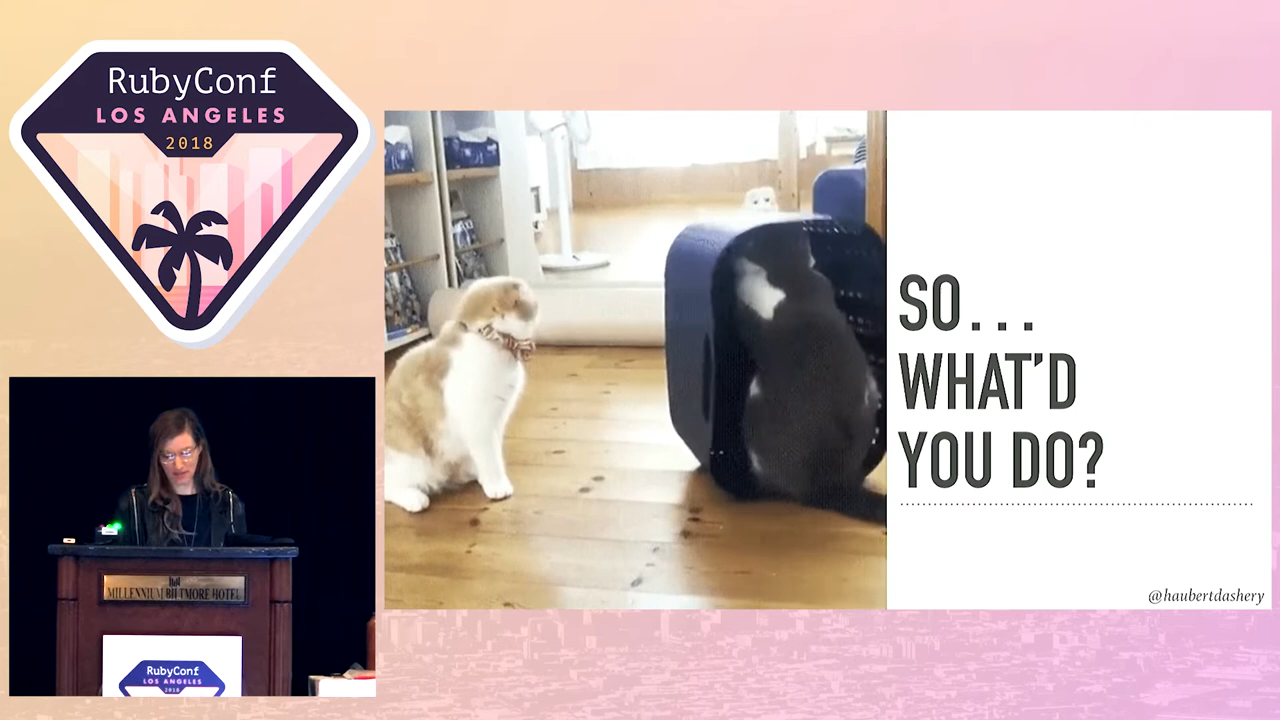 RubyConf
LOS ANGELES
2018
SO...
WHAT'D
YOU DO?
@haubertdashery
MILLENNIUM BILTMORE HOTEL
RubyConf
LOS ANGELES
2018